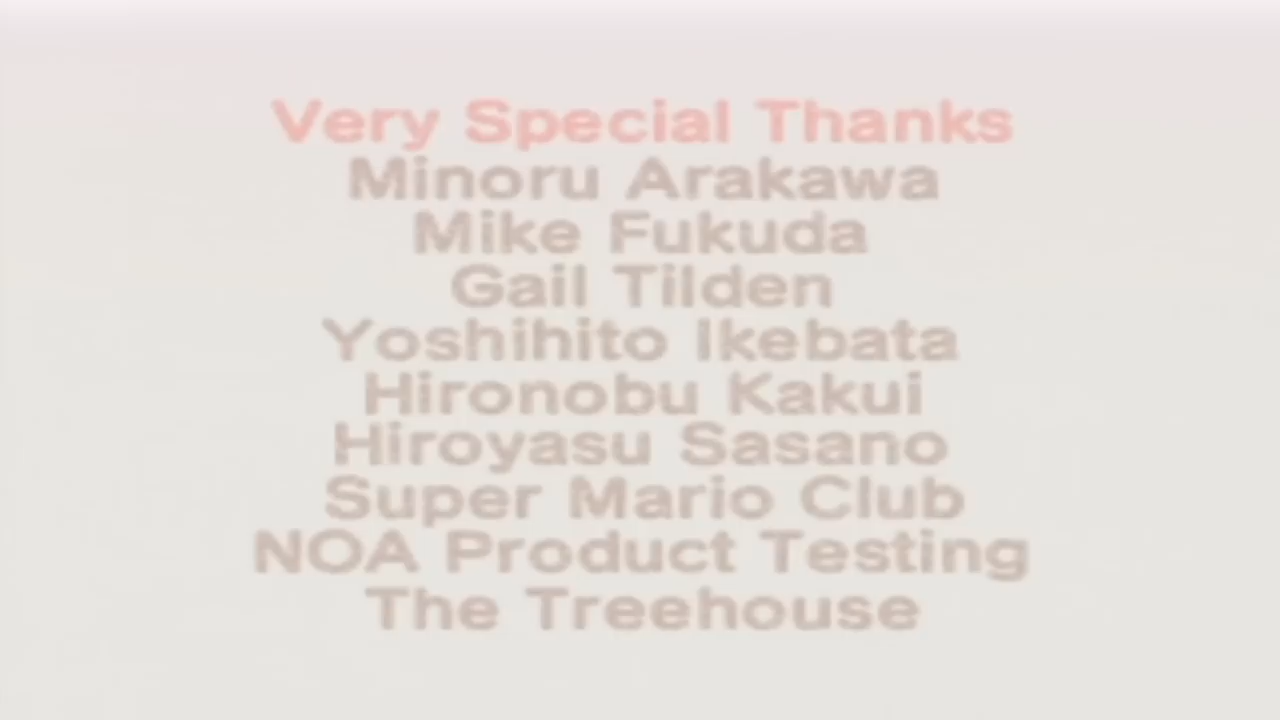 Very Special Thanks
Minoru Arakawa
Mike Fukuda
Gail Tilden
Yoshihito Ikebata
Hironobu Kakui
Hiroyasu Sasano
Super Mario Club
NOA Product Testing
The Treehouse